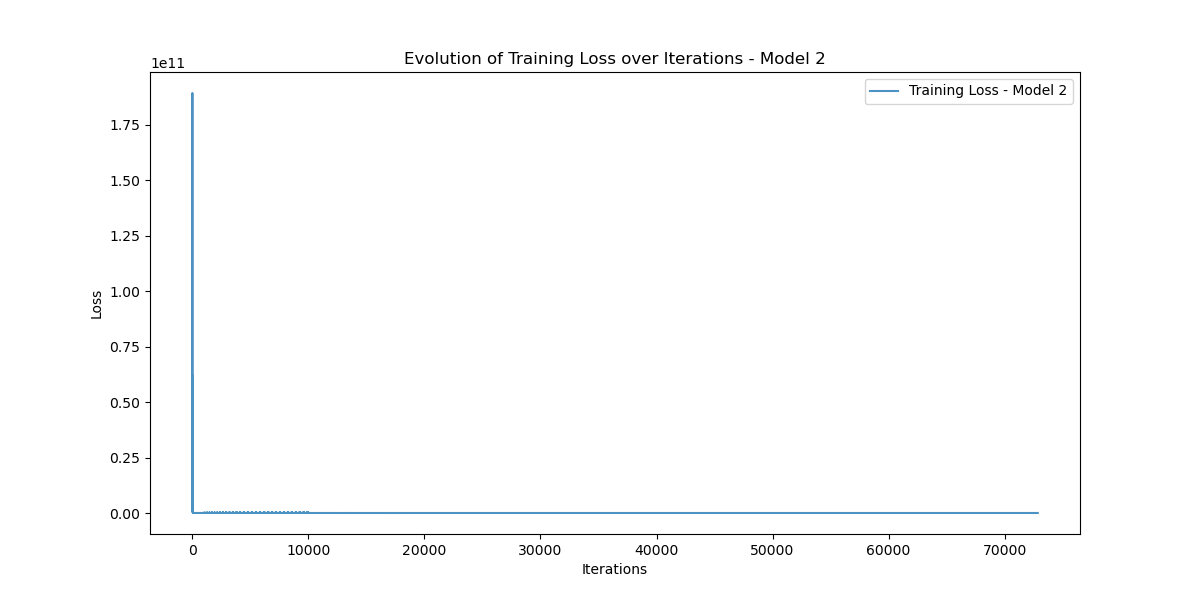 Evolution of Training Loss over Iterations - Model 2
1e11
Training Loss - Model 2
1.75
1.50
1.25
1.00
0.75
0.50
0.25
0.00
Loss
0 10000 20000 30000 40000 50000 60000 70000
Iterations